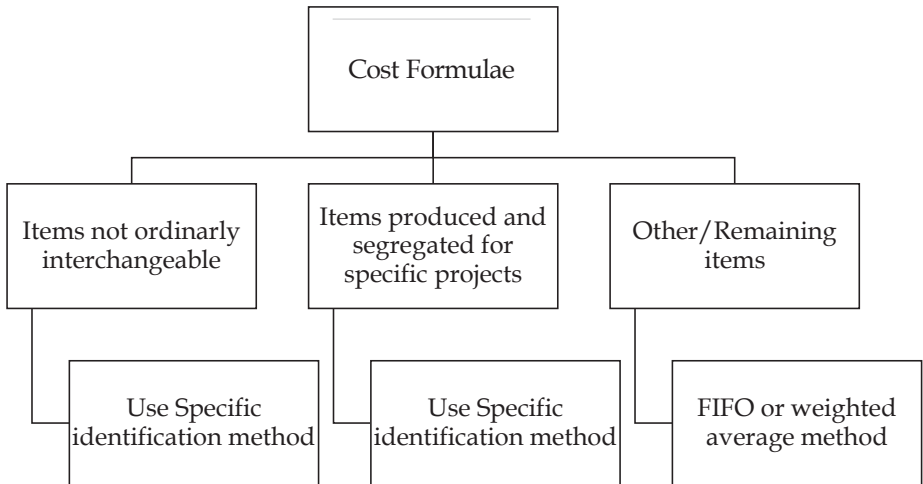 Cost Formulae
Items not ordinarly
interchangeable
Items produced and
segregated for
specific projects
Other/Remaining
items
Use Specific
identification method
Use Specific
identification method
FIFO or weighted
average method